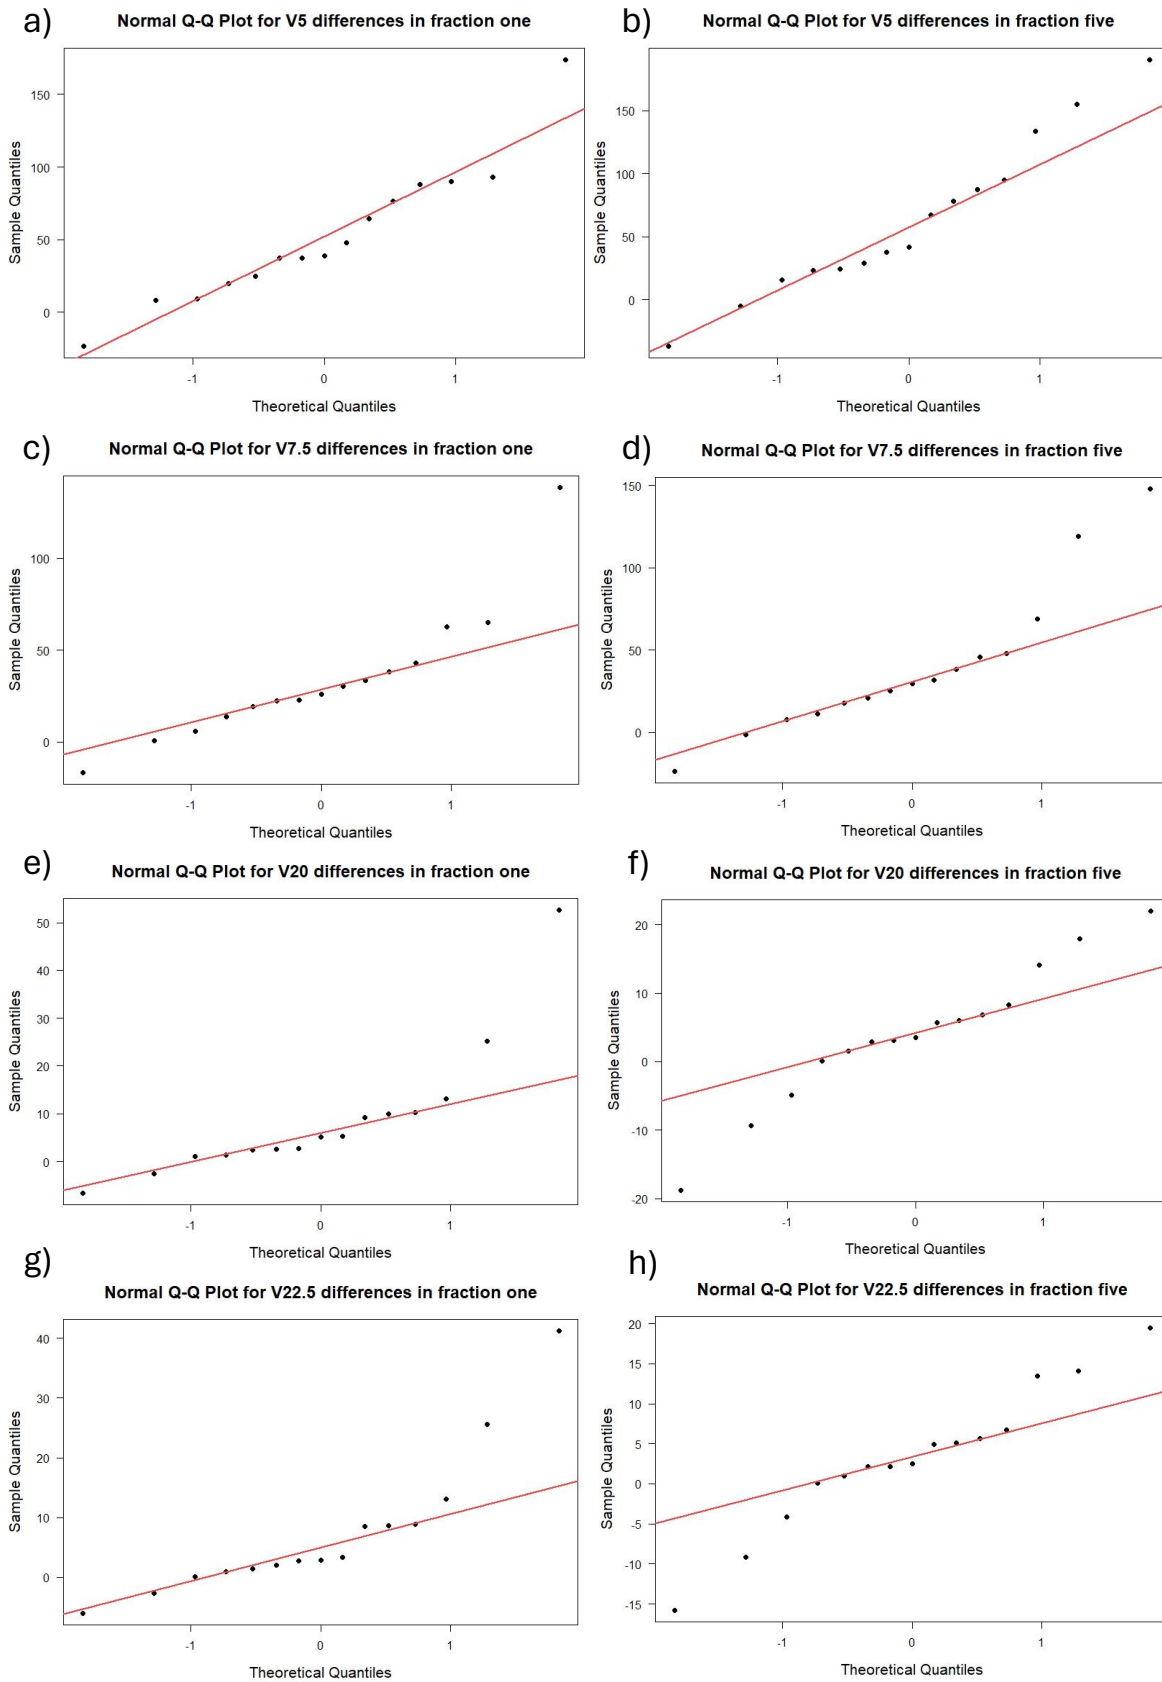 a) Normal Q-Q Plot for V5 differences in fraction one
150
100
50
0
Sample Quantiles
-1 0 1
Theoretical Quantiles
b) Normal Q-Q Plot for V5 differences in fraction five
150
100
50
0
Sample Quantiles
-1 0 1
Theoretical Quantiles
c) Normal Q-Q Plot for V7.5 differences in fraction one
100
50
0
Sample Quantiles
-1 0 1
Theoretical Quantiles
d) Normal Q-Q Plot for V7.5 differences in fraction five
150
100
50
0
Sample Quantiles
-1 0 1
Theoretical Quantiles
e) Normal Q-Q Plot for V20 differences in fraction one
50
40
30
20
10
0
Sample Quantiles
-1 0 1
Theoretical Quantiles
f) Normal Q-Q Plot for V20 differences in fraction five
20
10
0
-10
-20
Sample Quantiles
-1 0 1
Theoretical Quantiles
g) Normal Q-Q Plot for V22.5 differences in fraction one
40
30
20
10
0
Sample Quantiles
-1 0 1
Theoretical Quantiles
h) Normal Q-Q Plot for V22.5 differences in fraction five
20
15
10
5
0
-5
-10
-15
Sample Quantiles
-1 0 1
Theoretical Quantiles